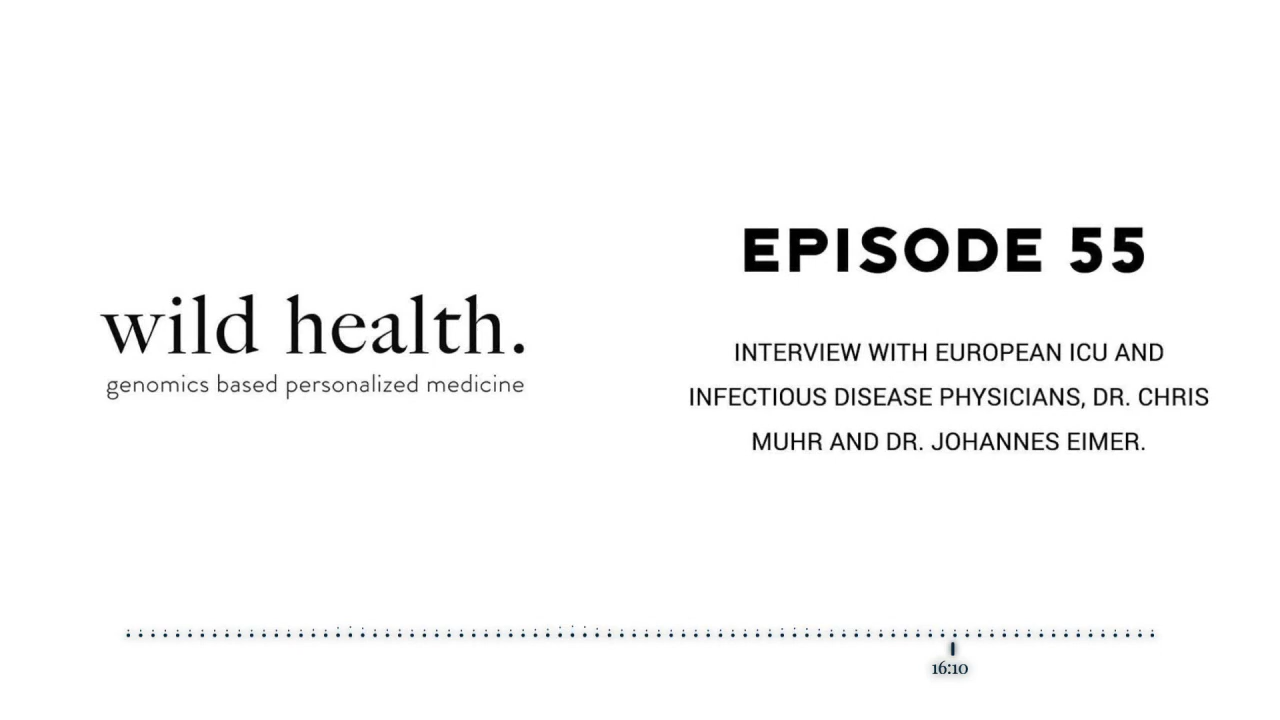 wild health.
genomics based personalized medicine
EPISODE 55
INTERVIEW WITH EUROPEAN ICU AND
INFECTIOUS DISEASE PHYSICIANS, DR. CHRIS
MUHR AND DR. JOHANNES EIMER.
16:10